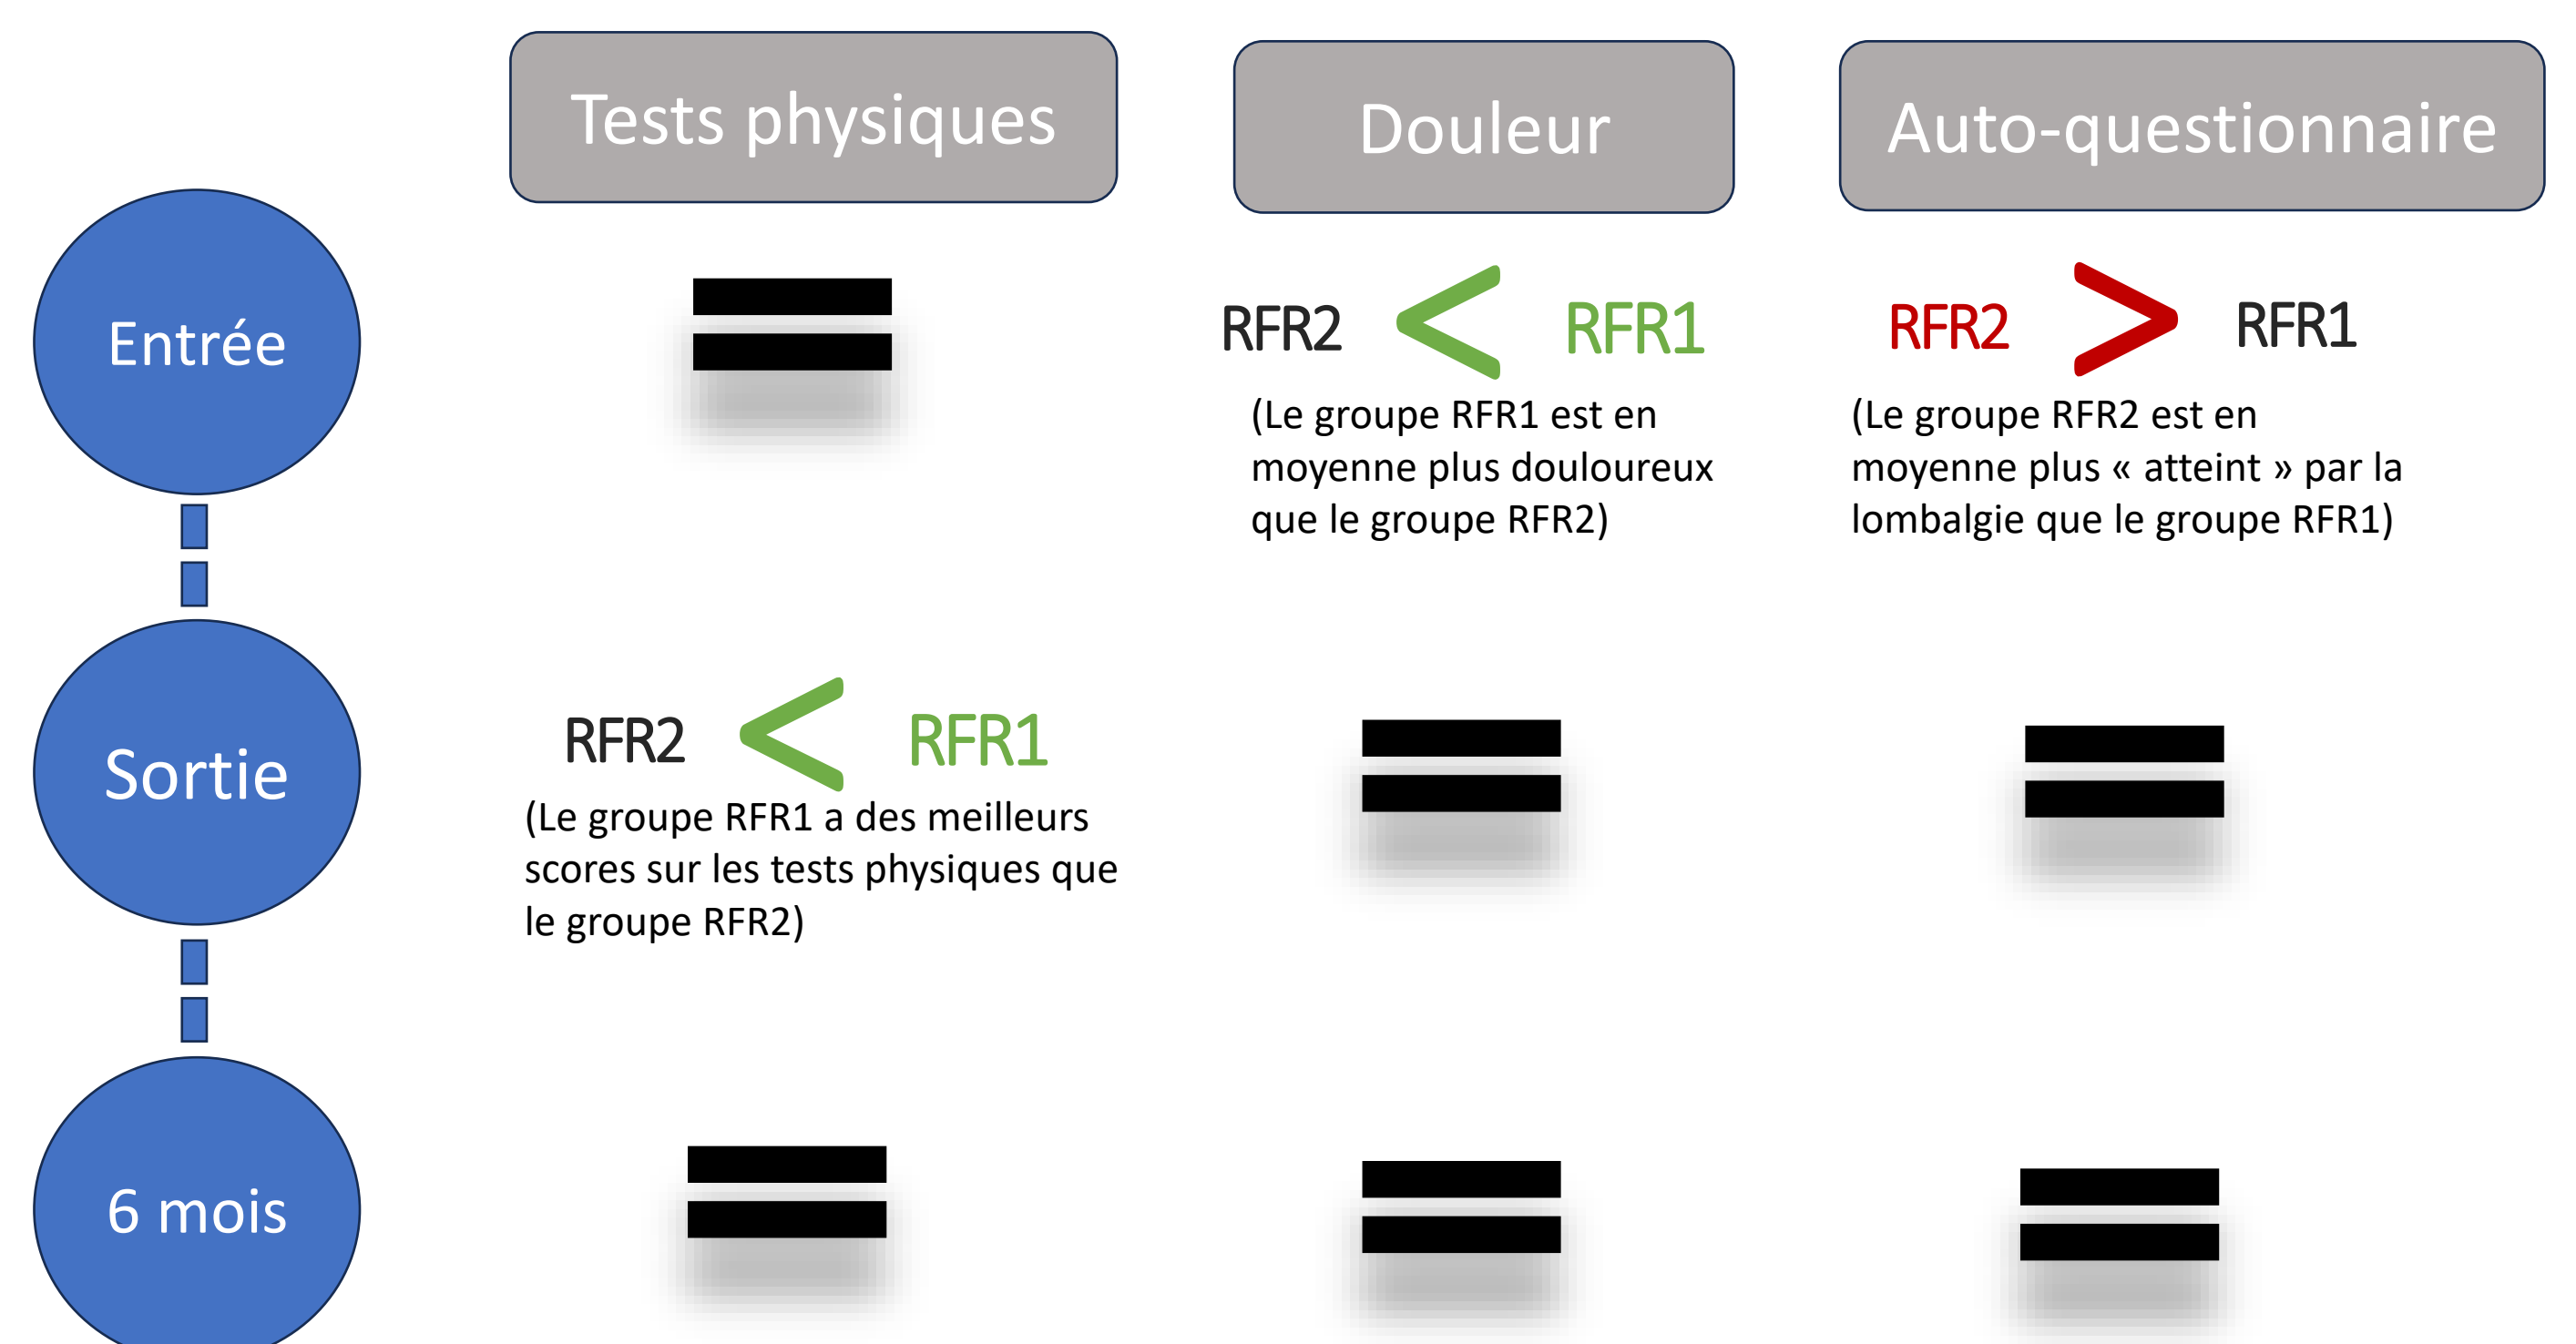 Tests physiques
Douleur
Auto-questionnaire
Entrée
RFR2 < RFR1
(Le groupe RFR1 est en
moyenne plus douloureux
que le groupe RFR2)
RFR2 > RFR1
(Le groupe RFR2 est en
moyenne plus « atteint » par la
lombalgie que le groupe RFR1)
Sortie
RFR2 < RFR1
(Le groupe RFR1 a des meilleurs
scores sur les tests physiques que
le groupe RFR2)
6 mois